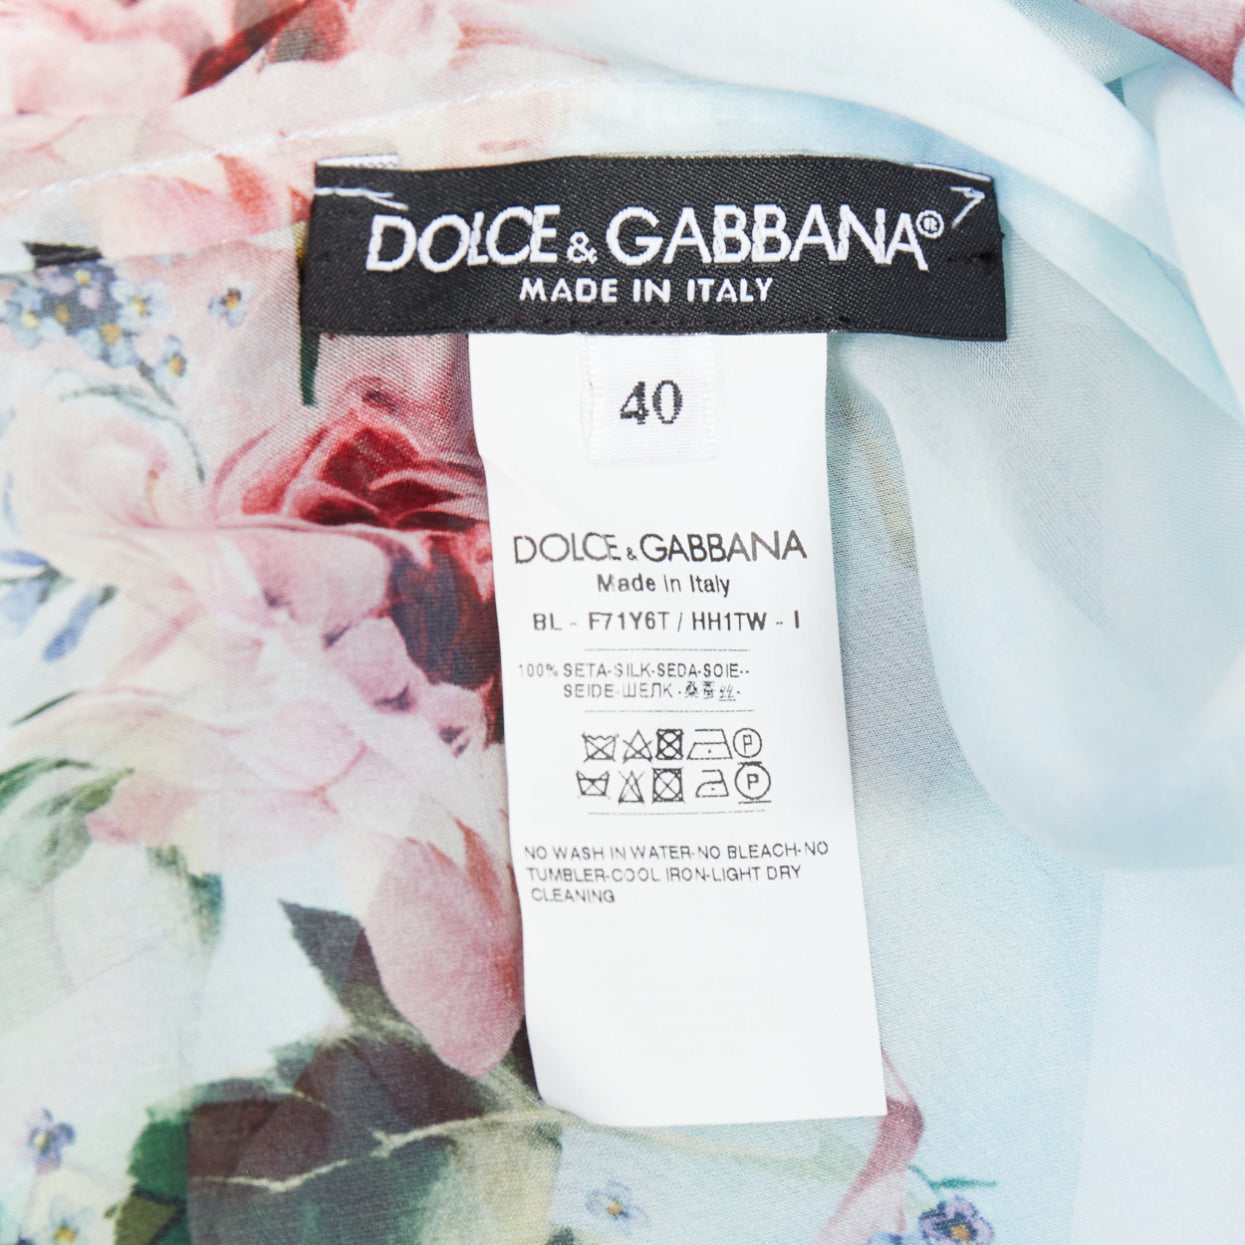 DOLCE & GABBANA®
MADE IN ITALY
40
DOLCE & GABBANA
Made in Italy
BL - F71Y6T / HH1TW - I
100% SETA-SILK-SEDA-SOIE-
SEIDE-ШЕЛК-桑蚕丝-
P
P
NO WASH IN WATER-NO BLEACH-NO
TUMBLER-COOL IRON-LIGHT DRY
CLEANING